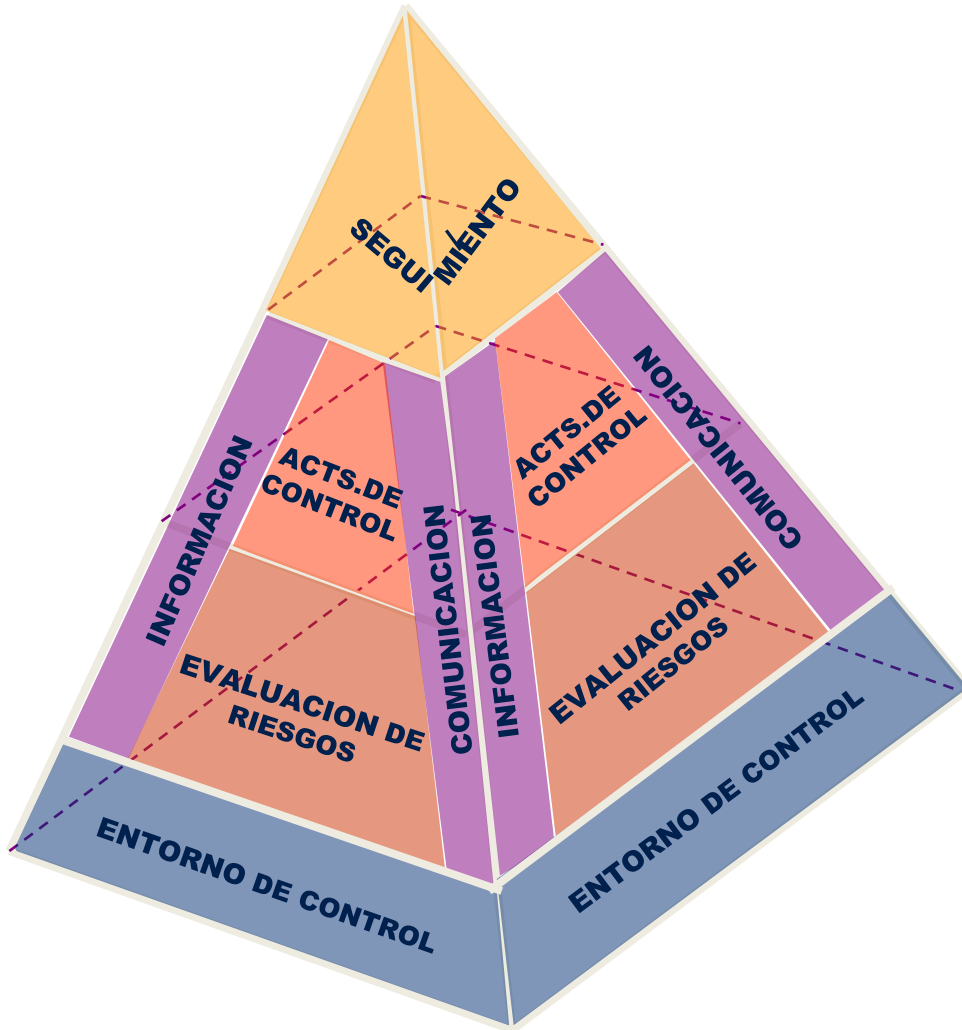 SEGUIMIENTO
ACTS.DE
CONTROL
ACTS.DE
CONTROL
INFORMACION
COMUNICACION
INFORMACION
COMUNICACION
EVALUACION DE
RIESGOS
EVALUACION DE
RIESGOS
ENTORNO DE CONTROL
ENTORNO DE CONTROL